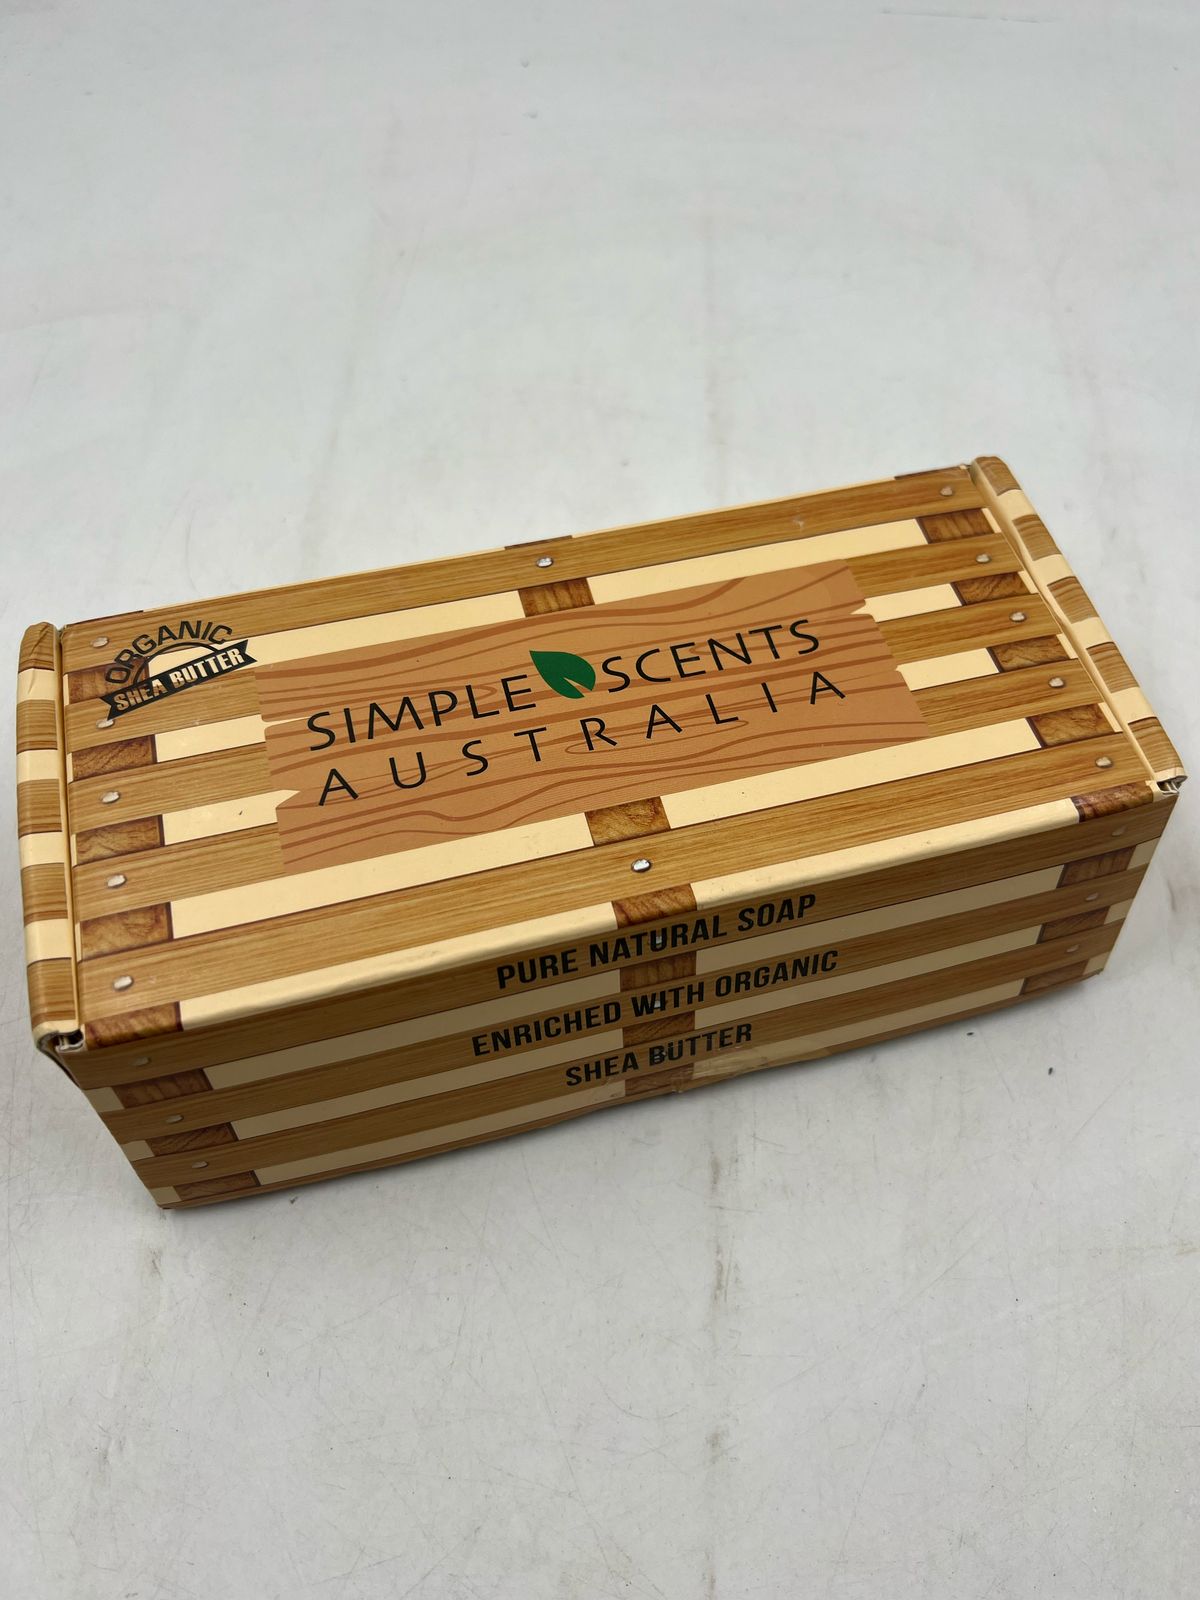 ORGANIC
SHEA BUTTER
SIMPLE SCENTS
AUSTRALIA
PURE NATURAL SOAP
ENRICHED WITH ORGANIC
SHEA BUTTER